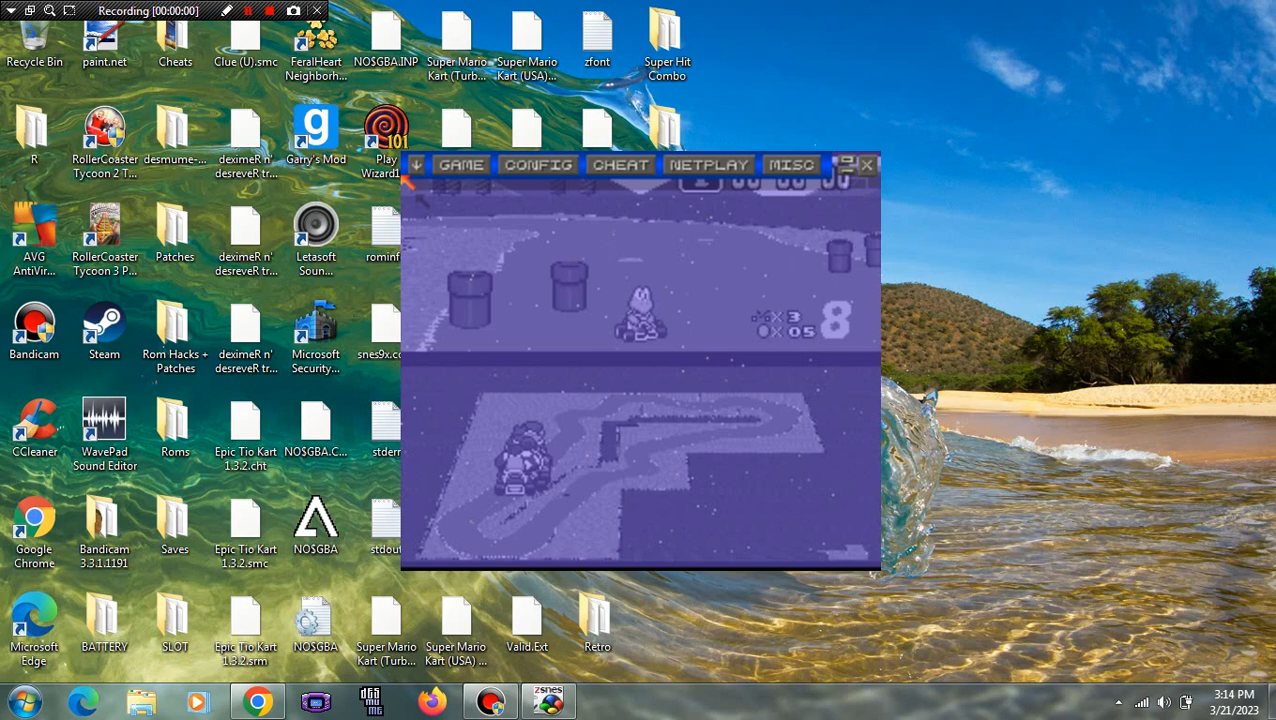 Recording [00:00:00]
Recycle Bin
paint.net
Cheats
Clue (U).smc
FeralHeart
Neighborh...
NO$GBA.INP
Super Mario
Kart (Turb...
Super Mario
Kart (USA)...
zfont
Super Hit
Combo
R
RollerCoaster
Tycoon 2 T...
desmume-...
deximeR n'
desreveR tr...
g
Garry's Mod
101
Play
Wizard1...
GAME
CONFIG
CHEAT
NETPLAY
MISC
AVG
AntiVir...
RollerCoaster
Tycoon 3 P...
Patches
deximeR n'
desreveR tr...
Letasoft
Soun...
rominf
X 3
X 05
8
Bandicam
Steam
Rom Hacks +
Patches
deximeR n'
desreveR tr...
Microsoft
Security...
snes9x.co
CCleaner
WavePad
Sound Editor
Roms
Epic Tio Kart
1.3.2.cht
NO$GBA.C...
stderr
Google
Chrome
Bandicam
3.3.1.1191
Saves
Epic Tio Kart
1.3.2.smc
NO$GBA
stdout
Microsoft
Edge
BATTERY
SLOT
Epic Tio Kart
1.3.2.srm
NO$GBA
Super Mario
Kart (Turb...
Super Mario
Kart (USA) ...
Valid.Ext
Retro
zsnes
3:14 PM
3/21/2023